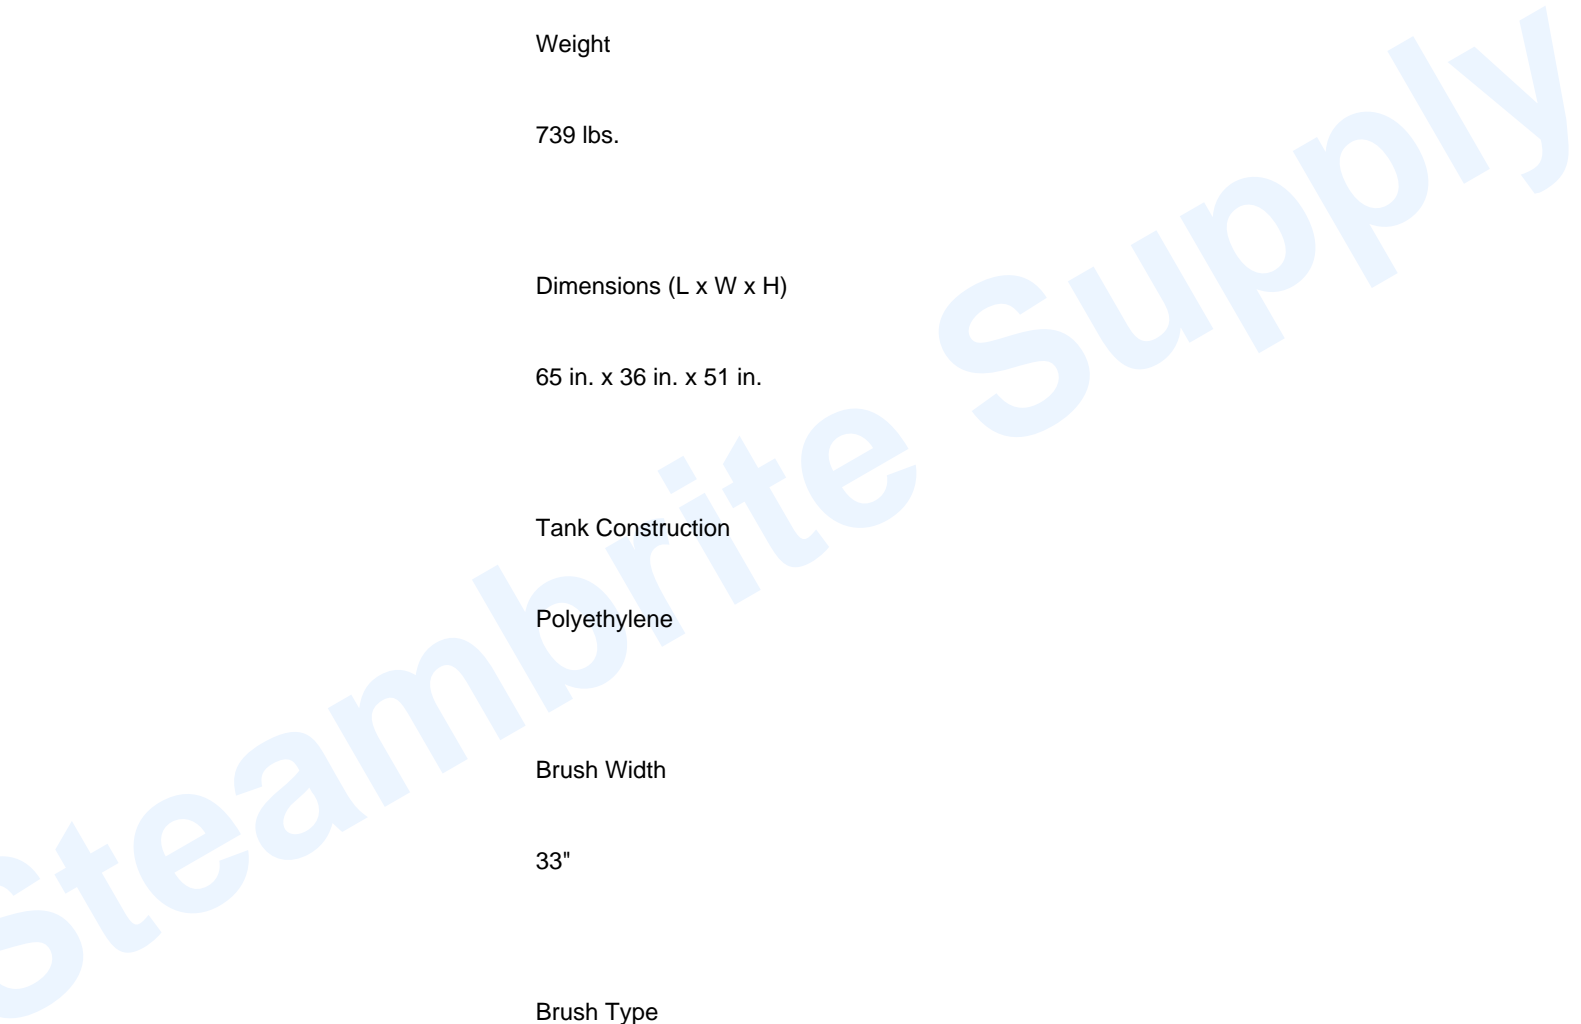 Weight
739 lbs.
Dimensions (L x W x H)
65 in. x 36 in. x 51 in.
Tank Construction
Polyethylene
Brush Width
33"
Brush Type
Steambrite Supply